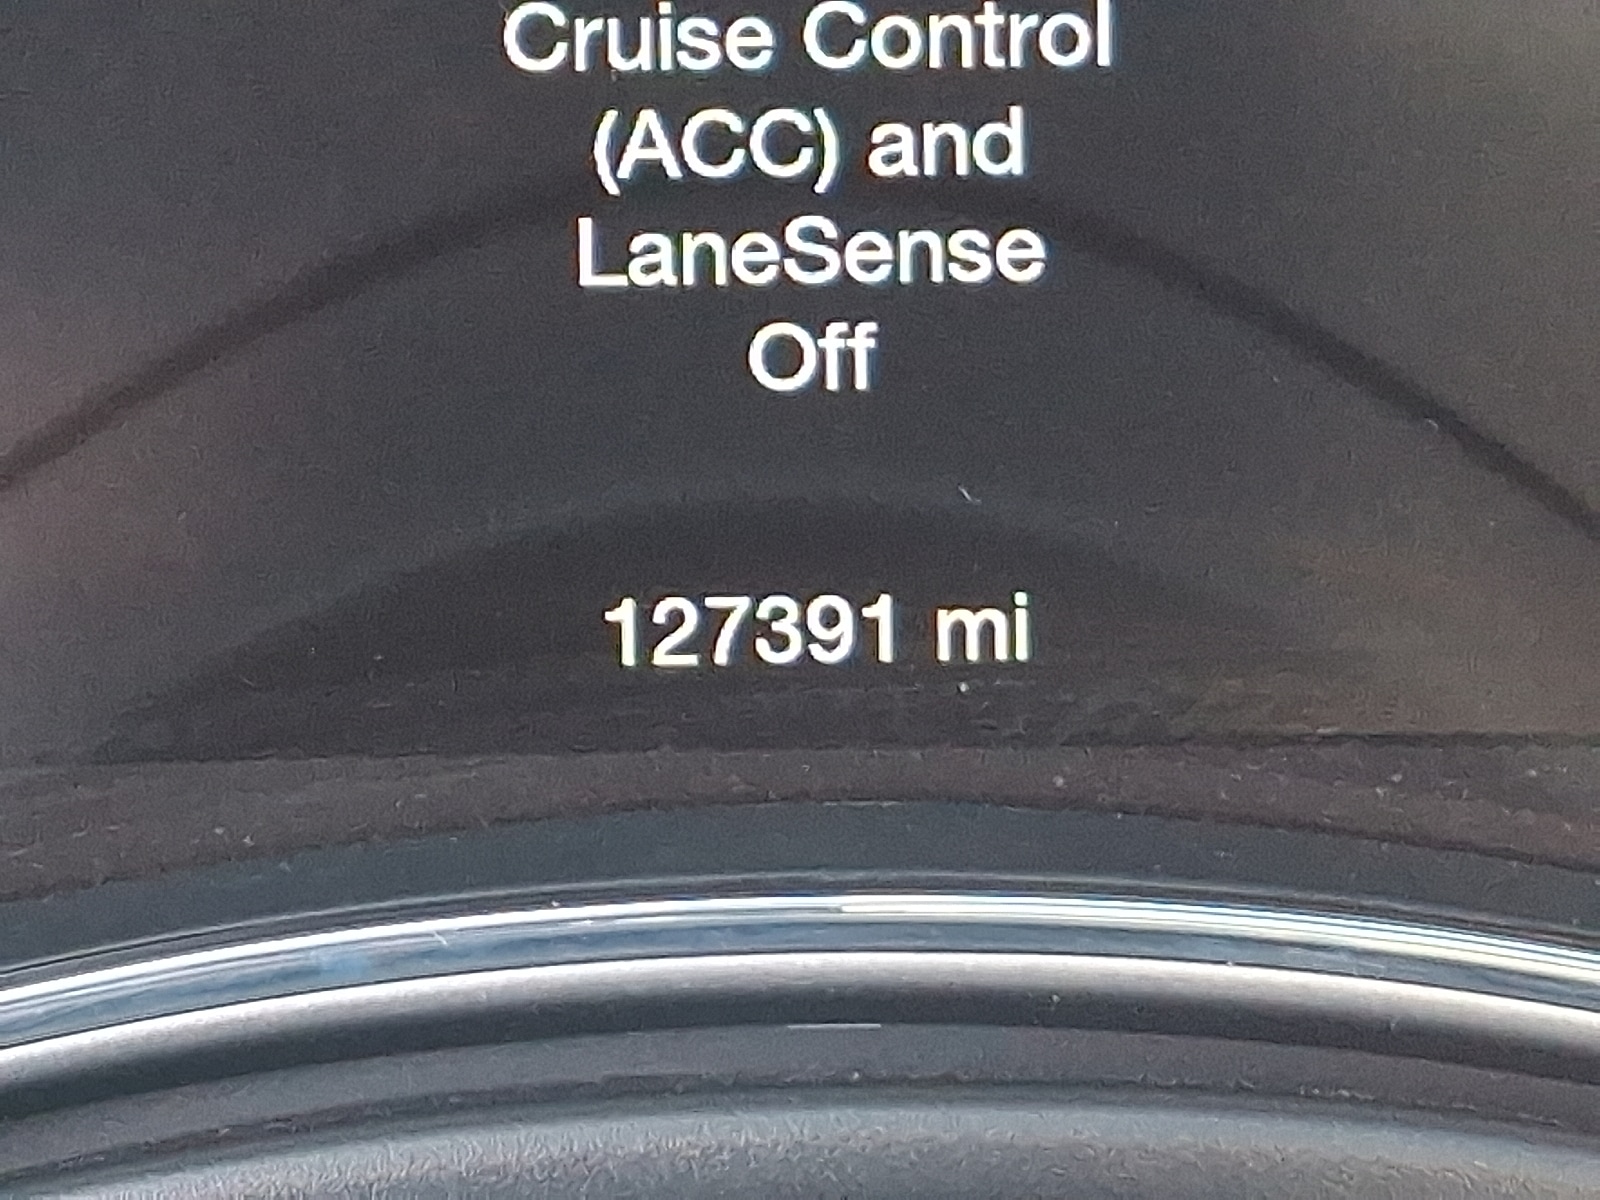 Cruise Control
(ACC) and
LaneSense
Off
127391 mi